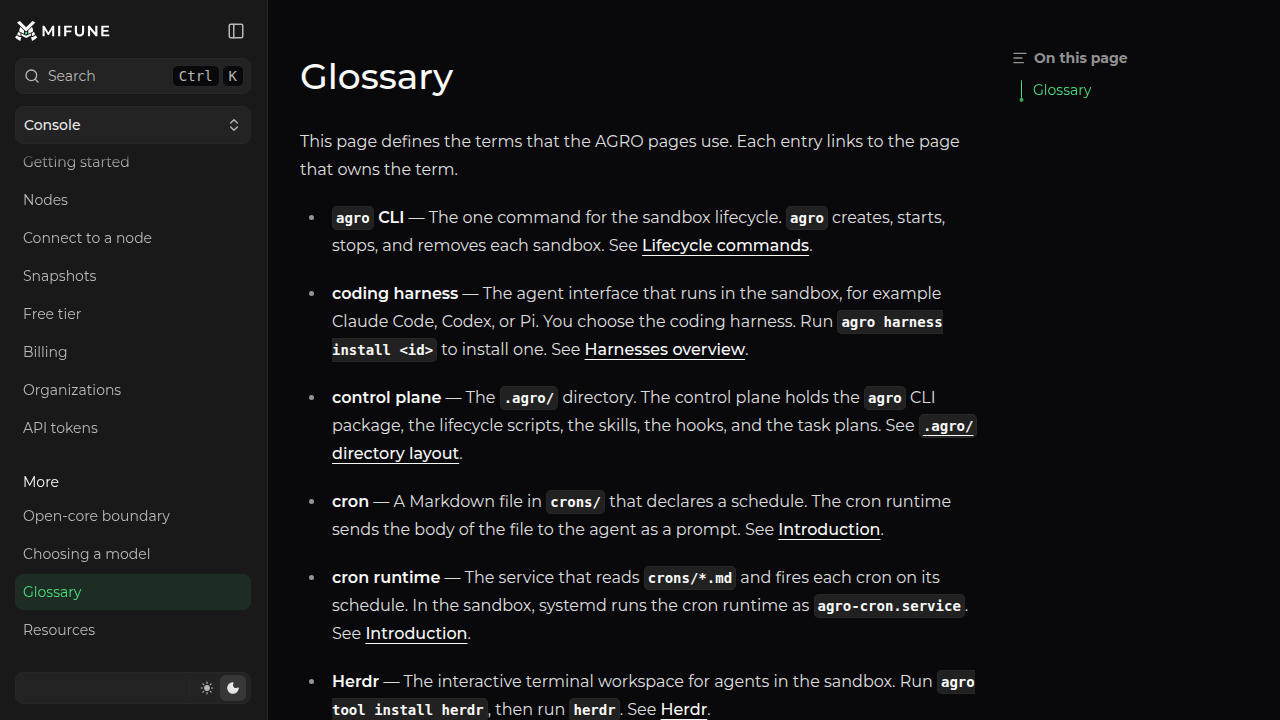 MIFUNE
Search Ctrl K
Console
Getting started
Nodes
Connect to a node
Snapshots
Free tier
Billing
Organizations
API tokens
More
Open-core boundary
Choosing a model
Glossary
Resources
Glossary
This page defines the terms that the AGRO pages use. Each entry links to the page
that owns the term.
• agro CLI — The one command for the sandbox lifecycle. agro creates, starts,
stops, and removes each sandbox. See Lifecycle commands.
• coding harness — The agent interface that runs in the sandbox, for example
Claude Code, Codex, or Pi. You choose the coding harness. Run agro harness
install <id> to install one. See Harnesses overview.
• control plane — The .agro/ directory. The control plane holds the agro CLI
package, the lifecycle scripts, the skills, the hooks, and the task plans. See .agro/
directory layout.
• cron — A Markdown file in crons/ that declares a schedule. The cron runtime
sends the body of the file to the agent as a prompt. See Introduction.
• cron runtime — The service that reads crons/*.md and fires each cron on its
schedule. In the sandbox, systemd runs the cron runtime as agro-cron.service.
See Introduction.
• Herdr — The interactive terminal workspace for agents in the sandbox. Run agro
tool install herdr, then run herdr. See Herdr.
On this page
Glossary